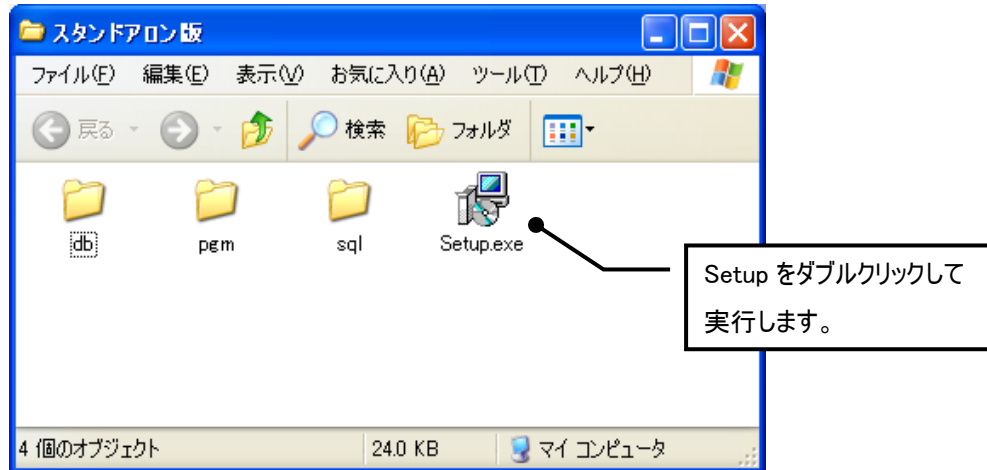 スタンドアロン版
ファイル(F) 編集(E) 表示(V) お気に入り(A) ツール(T) ヘルプ(H)
戻る 検索 フォルダ
db pgm sql Setup.exe
Setup をダブルクリックして
実行します。
4 個のオブジェクト 24.0 KB マイ コンピュータ